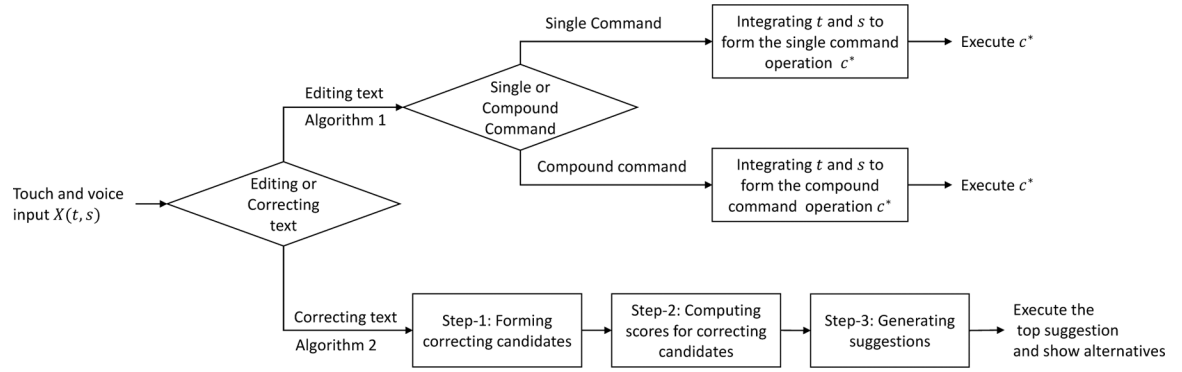 Touch and voice
input X(t, s)
Editing or
Correcting
text
Editing text
Algorithm 1
Single or
Compound
Command
Single Command
Integrating t and s to
form the single command
operation c*
Execute c*
Compound command
Integrating t and s to
form the compound
command operation c*
Execute c*
Correcting text
Algorithm 2
Step-1: Forming
correcting candidates
Step-2: Computing
scores for correcting
candidates
Step-3: Generating
suggestions
Execute the
top suggestion
and show alternatives